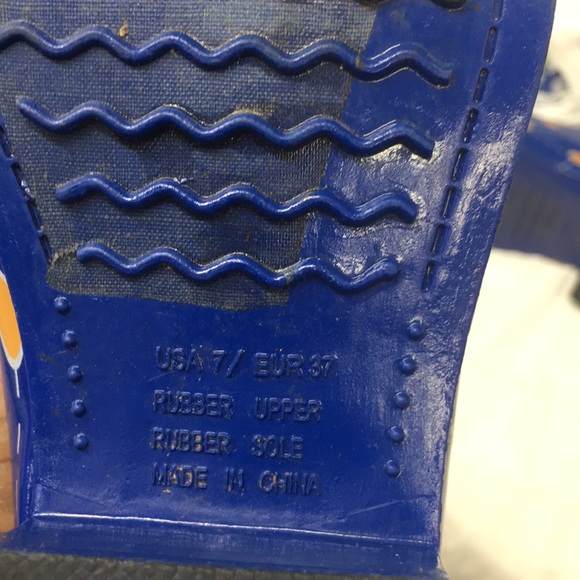 USA 7/ EUR 37
RUBBER UPPER
RUBBER SOLE
MADE IN CHINA